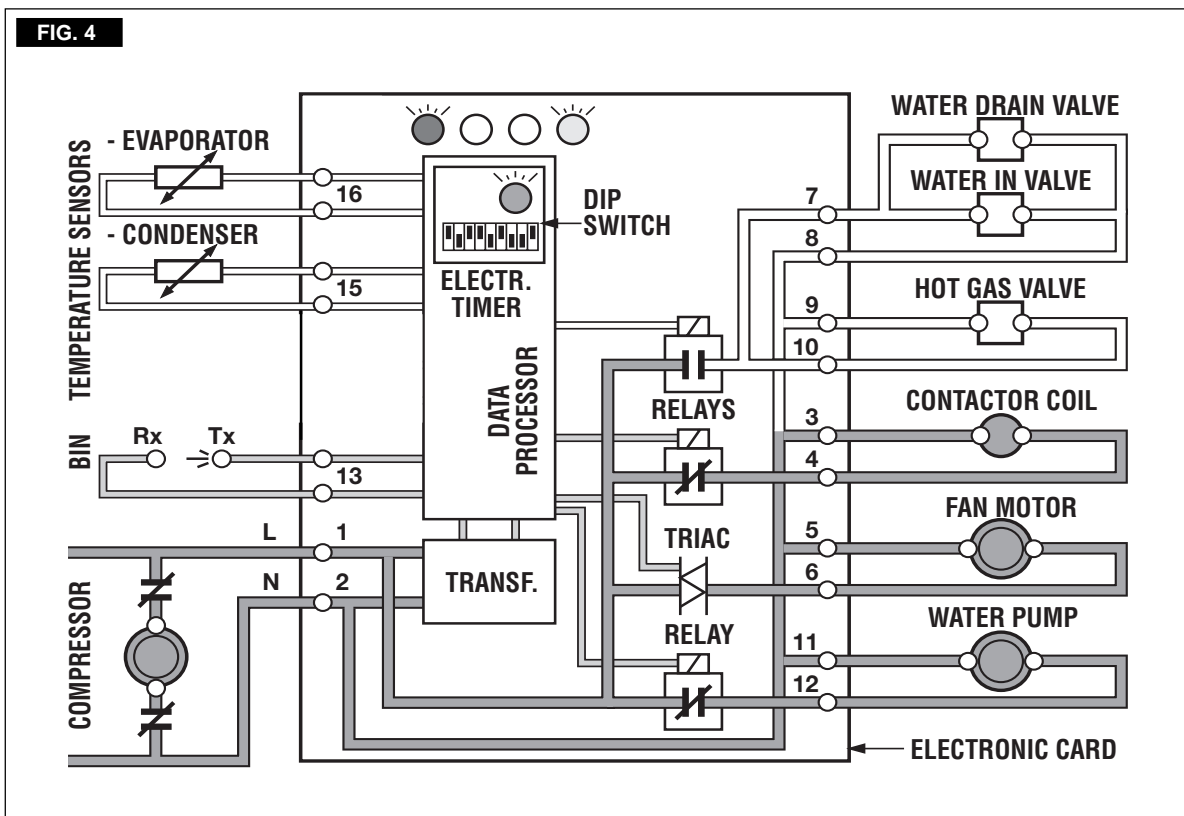 FIG. 4
TEMPERATURE SENSORS
- EVAPORATOR
16
- CONDENSER
15
BIN
Rx
Tx
13
L
1
N
2
COMPRESSOR
DIP
SWITCH
ELECTR.
TIMER
DATA
PROCESSOR
TRANSF.
RELAYS
TRIAC
RELAY
WATER DRAIN VALVE
WATER IN VALVE
7
8
HOT GAS VALVE
9
10
CONTACTOR COIL
3
4
FAN MOTOR
5
6
WATER PUMP
11
12
ELECTRONIC CARD